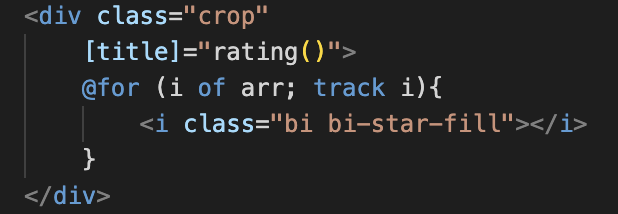 <div class="crop"
[title]="rating()">
@for (i of arr; track i){
<i class="bi bi-star-fill"></i>
}
</div>